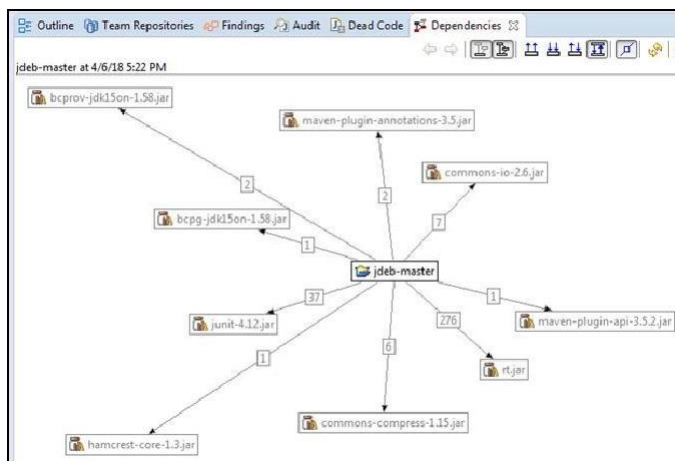 Outline Team Repositories Findings Audit Dead Code Dependencies
jdeb-master at 4/6/18 5:22 PM
bcprov-jdk15on-1.58.jar
maven-plugin-annotations-3.5.jar
commons-io-2.6.jar
2
2
7
bcpg-jdk15on-1.58.jar
1
jdeb-master
37
1
junit-4.12.jar
276
maven-plugin-api-3.5.2.jar
1
6
rt.jar
commons-compress-1.15.jar
hamcrest-core-1.3.jar